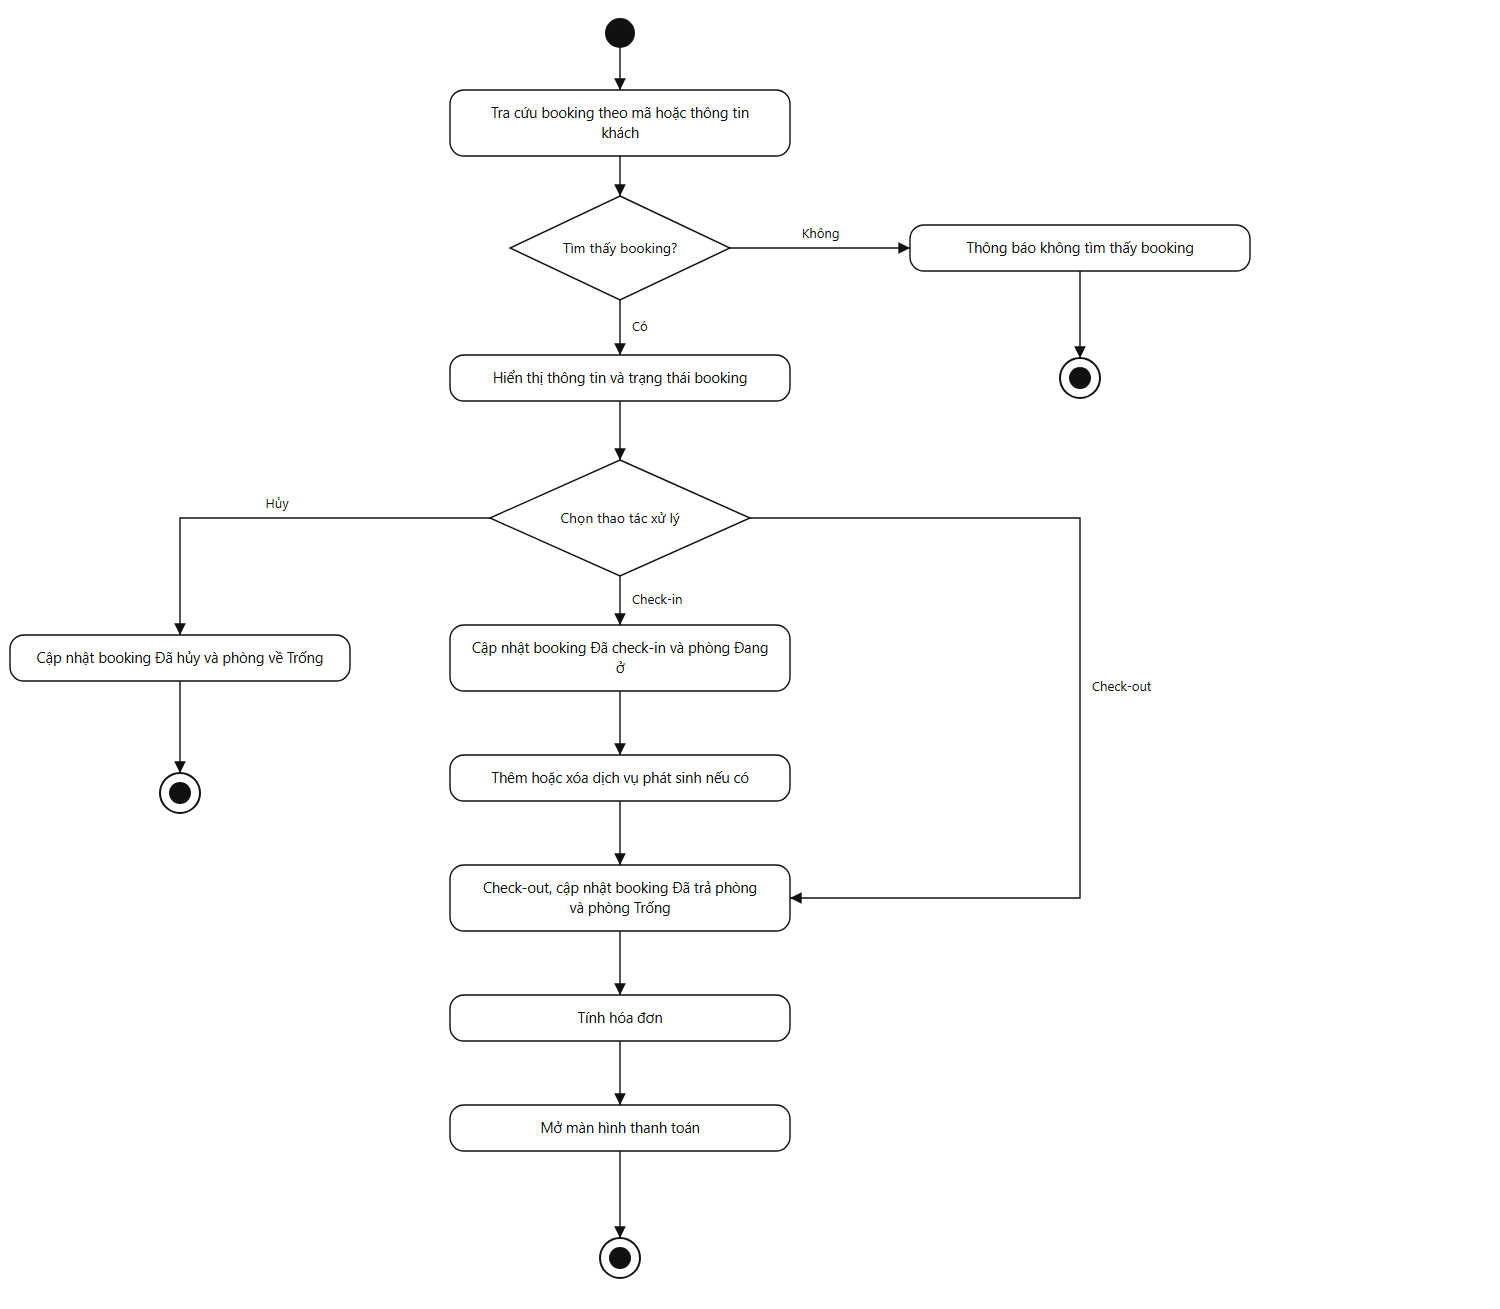 Tra cứu booking theo mã hoặc thông tin
khách
Tìm thấy booking?
Không
Thông báo không tìm thấy booking
Có
Hiển thị thông tin và trạng thái booking
Hủy
Chọn thao tác xử lý
Check-in
Cập nhật booking Đã hủy và phòng về Trống
Cập nhật booking Đã check-in và phòng Đang
ở
Check-out
Thêm hoặc xóa dịch vụ phát sinh nếu có
Check-out, cập nhật booking Đã trả phòng
và phòng Trống
Tính hóa đơn
Mở màn hình thanh toán